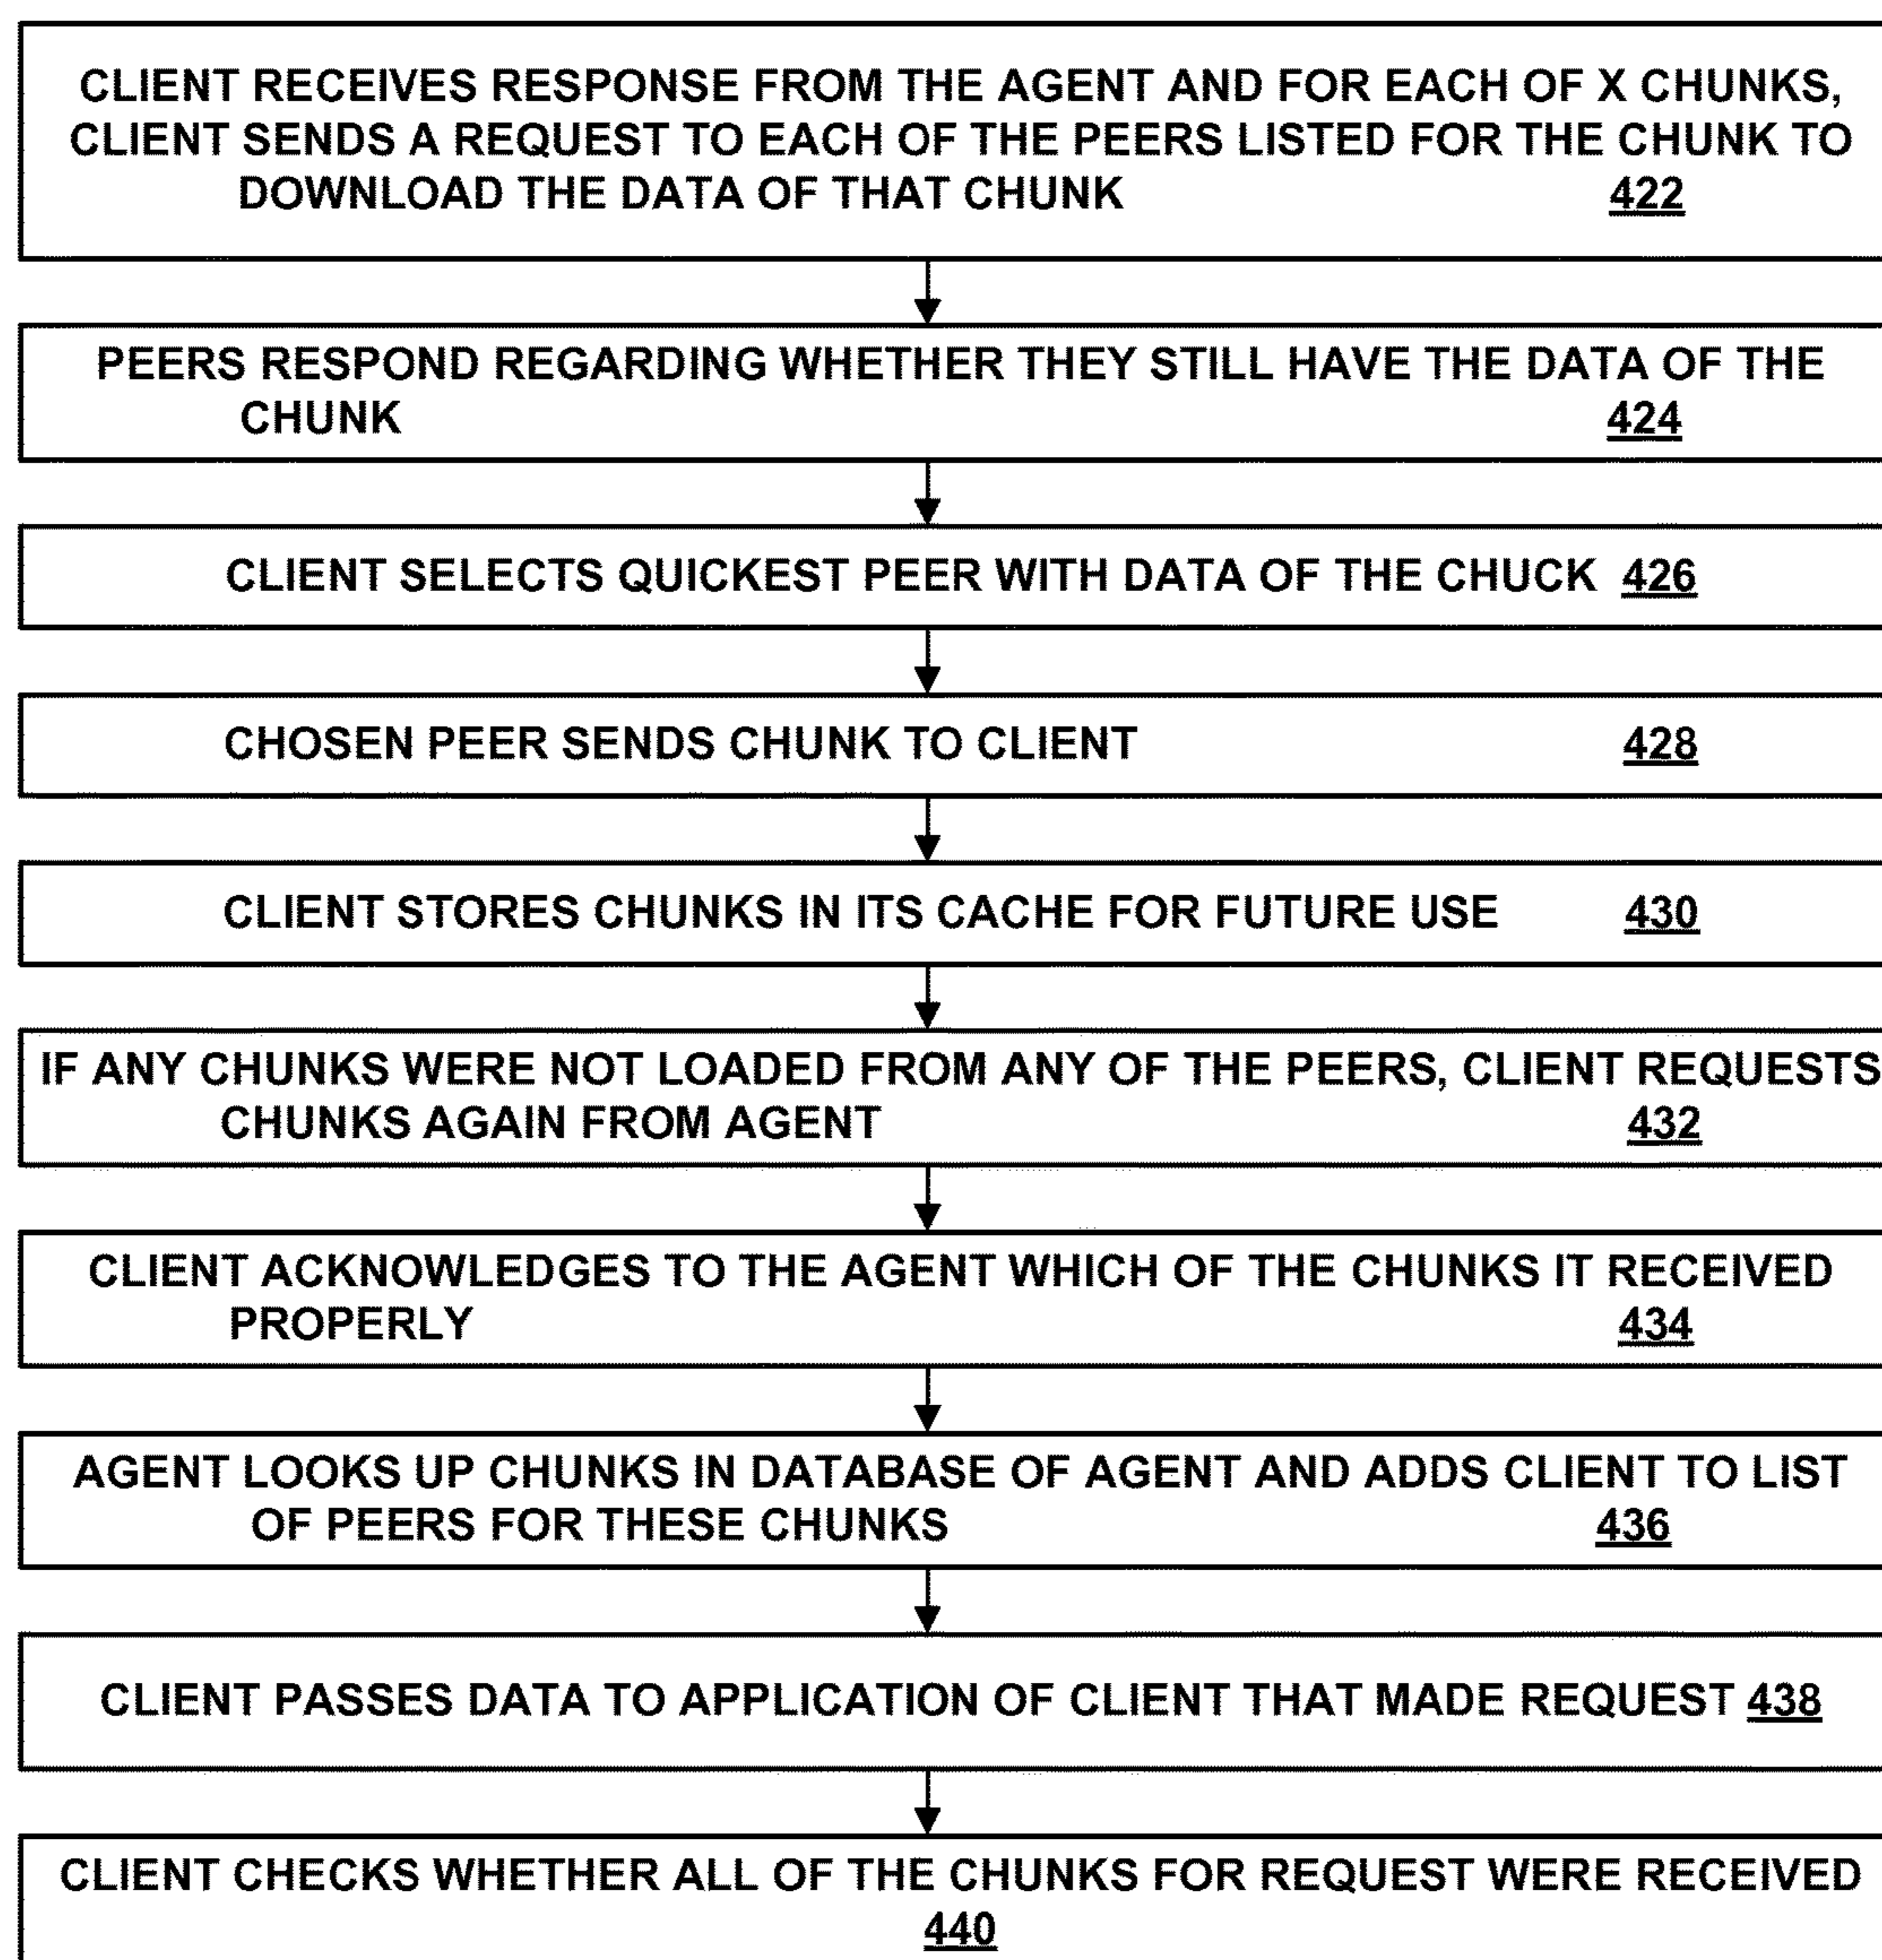 CLIENT RECEIVES RESPONSE FROM THE AGENT AND FOR EACH OF X CHUNKS,
CLIENT SENDS A REQUEST TO EACH OF THE PEERS LISTED FOR THE CHUNK TO
DOWNLOAD THE DATA OF THAT CHUNK 422
PEERS RESPOND REGARDING WHETHER THEY STILL HAVE THE DATA OF THE
CHUNK 424
CLIENT SELECTS QUICKEST PEER WITH DATA OF THE CHUCK 426
CHOSEN PEER SENDS CHUNK TO CLIENT 428
CLIENT STORES CHUNKS IN ITS CACHE FOR FUTURE USE 430
IF ANY CHUNKS WERE NOT LOADED FROM ANY OF THE PEERS, CLIENT REQUESTS
CHUNKS AGAIN FROM AGENT 432
CLIENT ACKNOWLEDGES TO THE AGENT WHICH OF THE CHUNKS IT RECEIVED
PROPERLY 434
AGENT LOOKS UP CHUNKS IN DATABASE OF AGENT AND ADDS CLIENT TO LIST
OF PEERS FOR THESE CHUNKS 436
CLIENT PASSES DATA TO APPLICATION OF CLIENT THAT MADE REQUEST 438
CLIENT CHECKS WHETHER ALL OF THE CHUNKS FOR REQUEST WERE RECEIVED
440